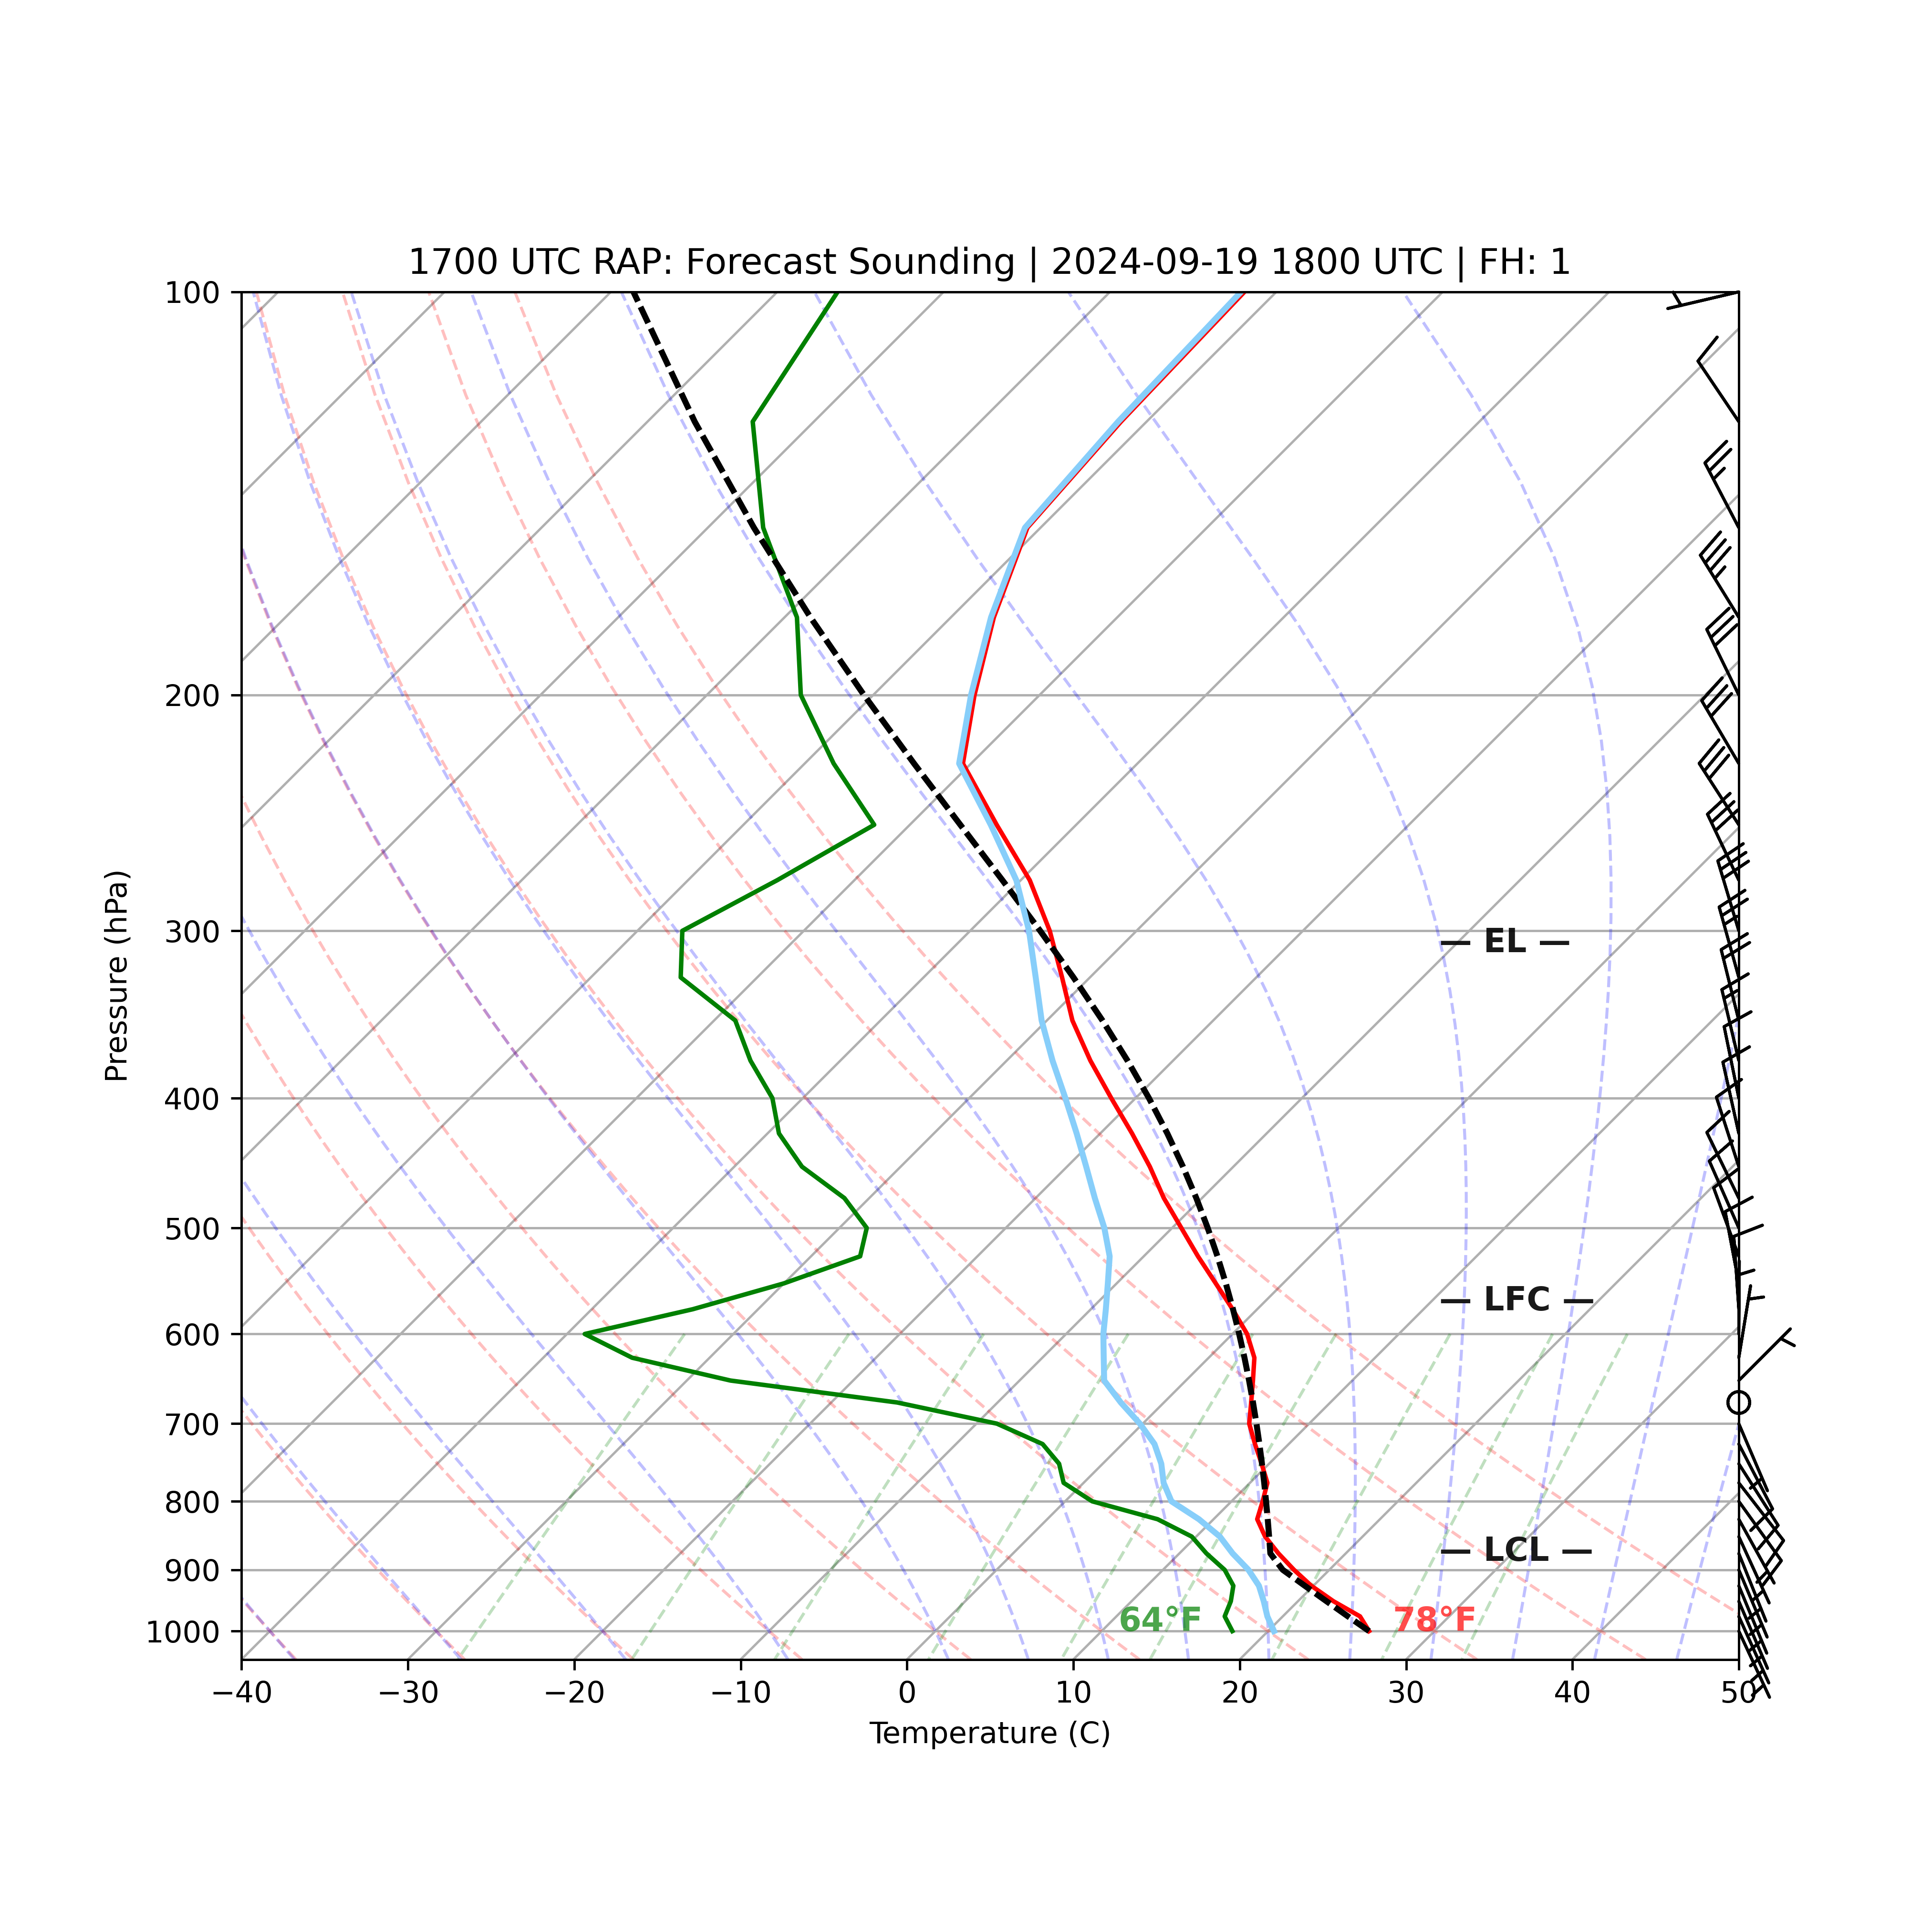 1700 UTC RAP: Forecast Sounding | 2024-09-19 1800 UTC | FH: 1
100
200
300
400
500
600
700
800
900
1000
Pressure (hPa)
— EL —
— LFC —
— LCL —
64°F
78°F
−40 −30 −20 −10 0 10 20 30 40 50
Temperature (C)